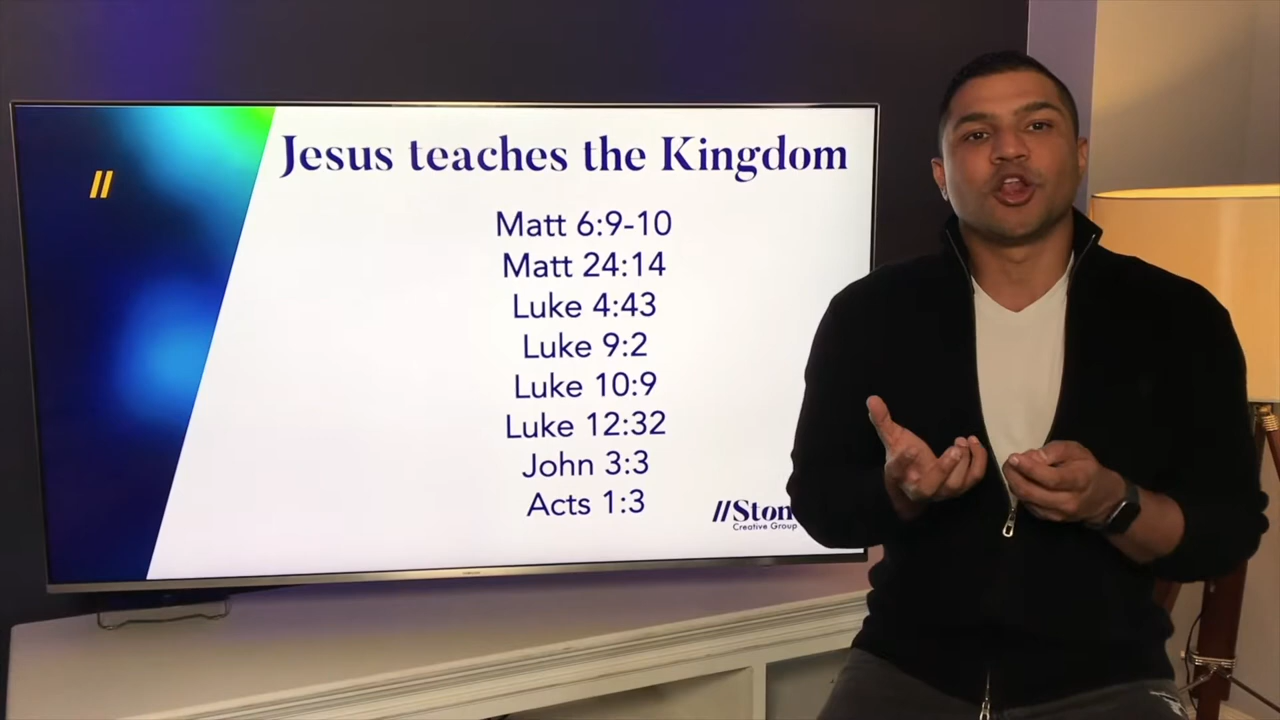 //
Jesus teaches the Kingdom
Matt 6:9-10
Matt 24:14
Luke 4:43
Luke 9:2
Luke 10:9
Luke 12:32
John 3:3
Acts 1:3
//Ston
Creative Group